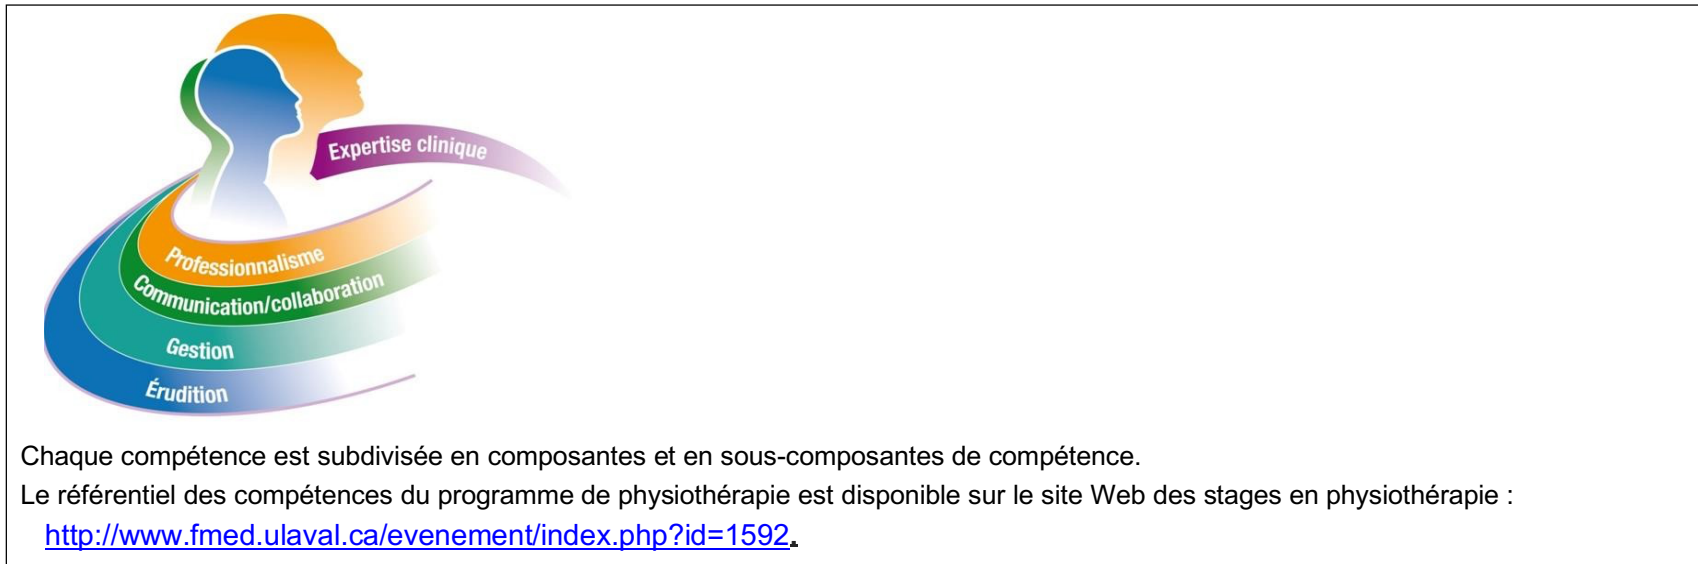 Expertise clinique
Professionnalisme
Communication/collaboration
Gestion
Érudition
Chaque compétence est subdivisée en composantes et en sous-composantes de compétence.
Le référentiel des compétences du programme de physiothérapie est disponible sur le site Web des stages en physiothérapie :
http://www.fmed.ulaval.ca/evenement/index.php?id=1592.